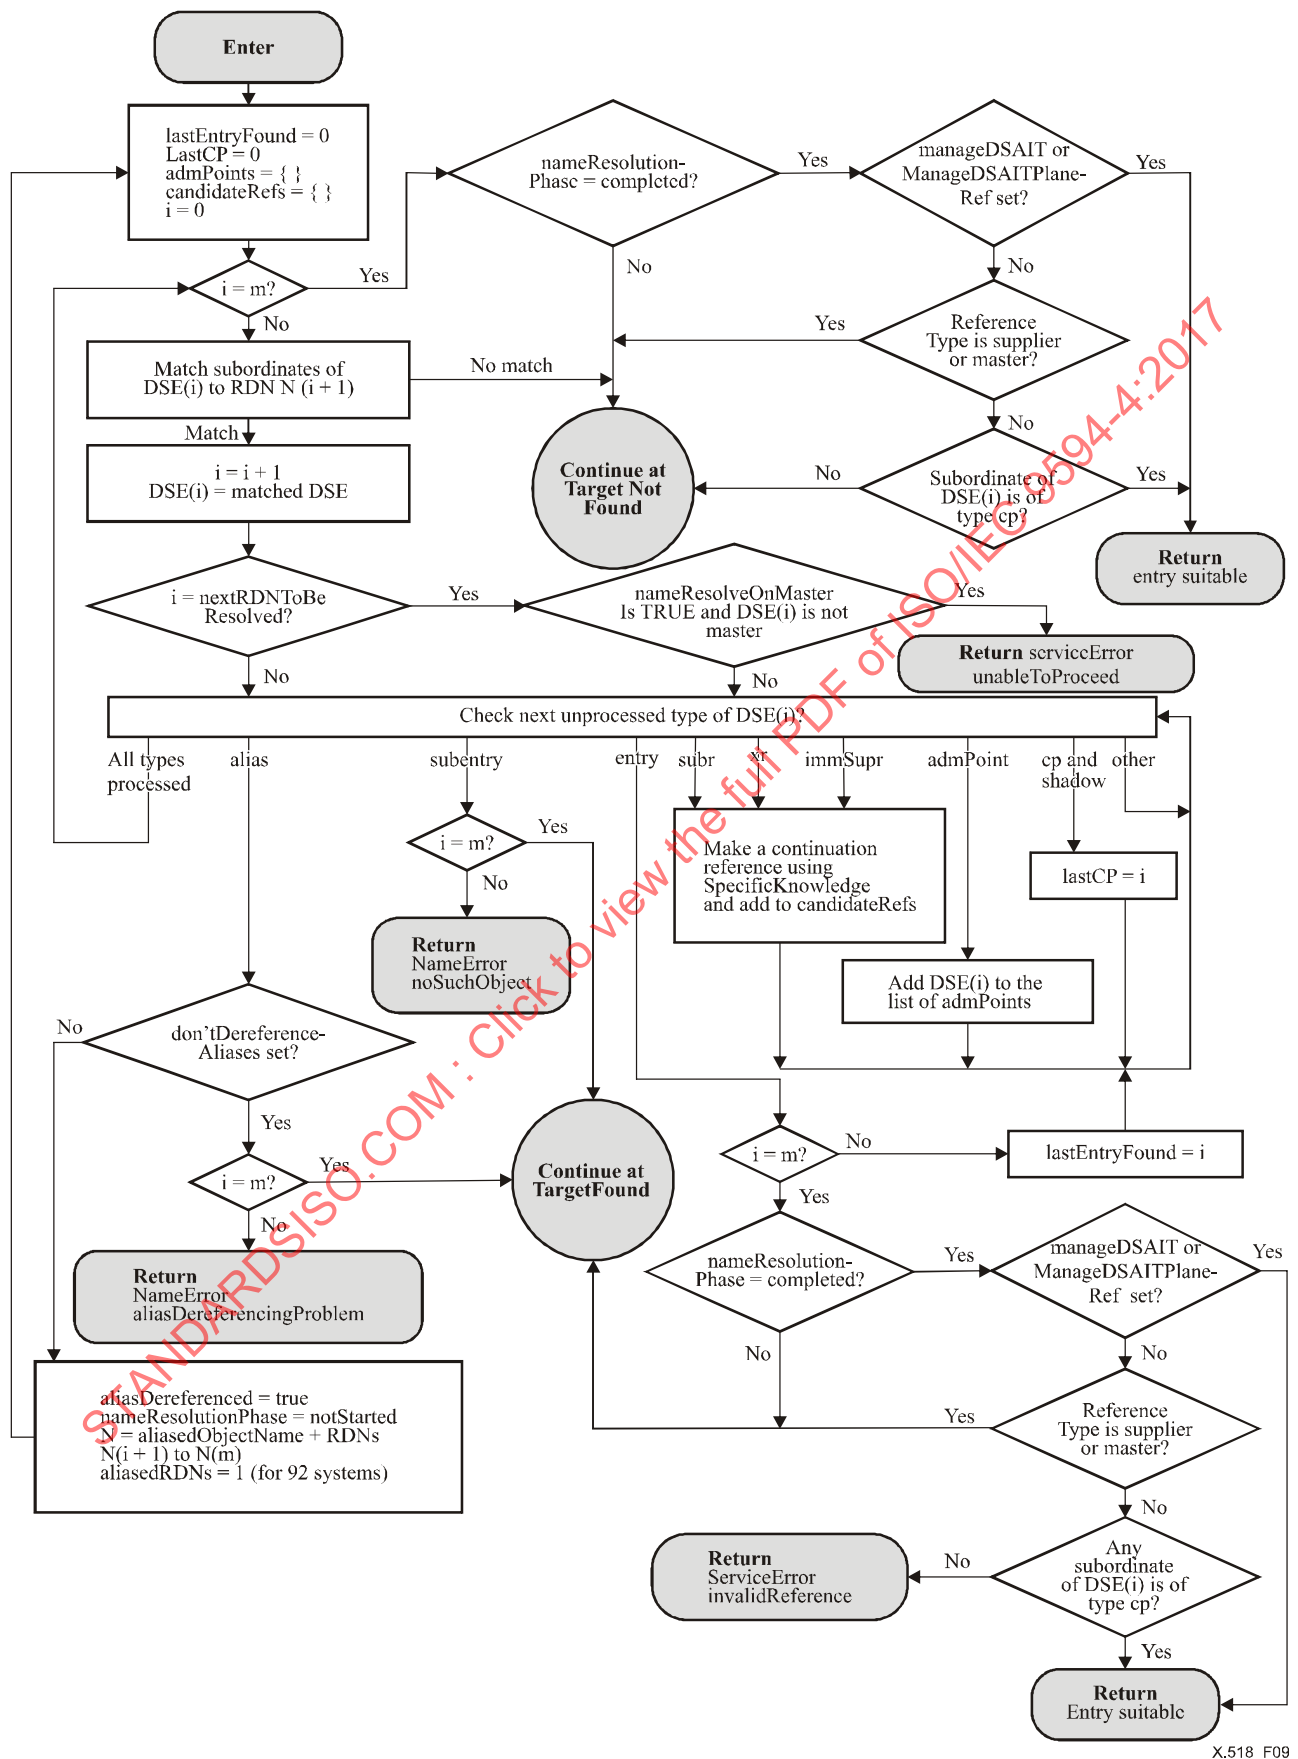 Enter
lastEntryFound = 0
LastCP = 0
admPoints = { }
candidateRefs = { }
i = 0
nameResolution-
Phase = completed?
Yes
manageDSAIT or
ManageDSAITPlane-
Ref set?
Yes
No
No
i = m?
Yes
No
Reference
Type is supplier
or master?
Yes
No
Match subordinates of
DSE(i) to RDN N (i + 1)
No match
Match
i = i + 1
DSE(i) = matched DSE
Continue at
Target Not
Found
No
Subordinate of
DSE(i) is of
type cp?
Yes
Return
entry suitable
i = nextRDNToBe
Resolved?
Yes
nameResolveOnMaster
Is TRUE and DSE(i) is not
master
Yes
Return serviceError
unableToProceed
No
No
Check next unprocessed type of DSE(i)?
All types
processed
alias
subentry
entry
subr
xr
immSupr
admPoint
cp and
shadow
other
i = m?
Yes
No
Return
NameError
noSuchObject
Make a continuation
reference using
SpecificKnowledge
and add to candidateRefs
lastCP = i
Add DSE(i) to the
list of admPoints
No
don'tDereference-
Aliases set?
Yes
i = m?
Yes
No
Return
NameError
aliasDereferencingProblem
Continue at
TargetFound
i = m?
No
lastEntryFound = i
Yes
nameResolution-
Phase = completed?
Yes
manageDSAIT or
ManageDSAITPlane-
Ref set?
Yes
No
No
aliasDereferenced = true
nameResolutionPhase = notStarted
N = aliasedObjectName + RDNs
N(i + 1) to N(m)
aliasedRDNs = 1 (for 92 systems)
Yes
Reference
Type is supplier
or master?
No
Return
ServiceError
invalidReference
No
Any
subordinate
of DSE(i) is of
type cp?
Yes
Return
Entry suitable
X.518_F09
STANDARDSISO.COM : Click to view the full PDF of ISO/IEC 9594-4:2017